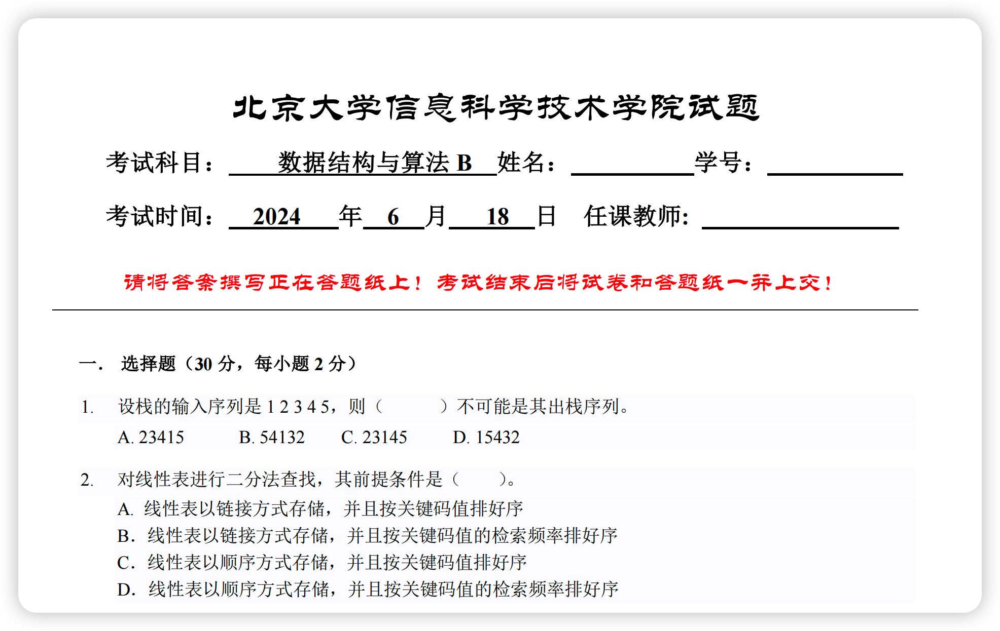 北京大学信息科学技术学院试题
考试科目： 数据结构与算法 B 姓名： 学号：
考试时间： 2024 年 6 月 18 日 任课教师:
请将答案撰写正在答题纸上！考试结束后将试卷和答题纸一并上交！
一． 选择题（30 分，每小题 2 分）
1. 设栈的输入序列是 1 2 3 4 5，则（ ）不可能是其出栈序列。
A. 23415 B. 54132 C. 23145 D. 15432
2. 对线性表进行二分法查找，其前提条件是（ ）。
A. 线性表以链接方式存储，并且按关键码值排好序
B．线性表以链接方式存储，并且按关键码值的检索频率排好序
C．线性表以顺序方式存储，并且按关键码值排好序
D．线性表以顺序方式存储，并且按关键码值的检索频率排好序